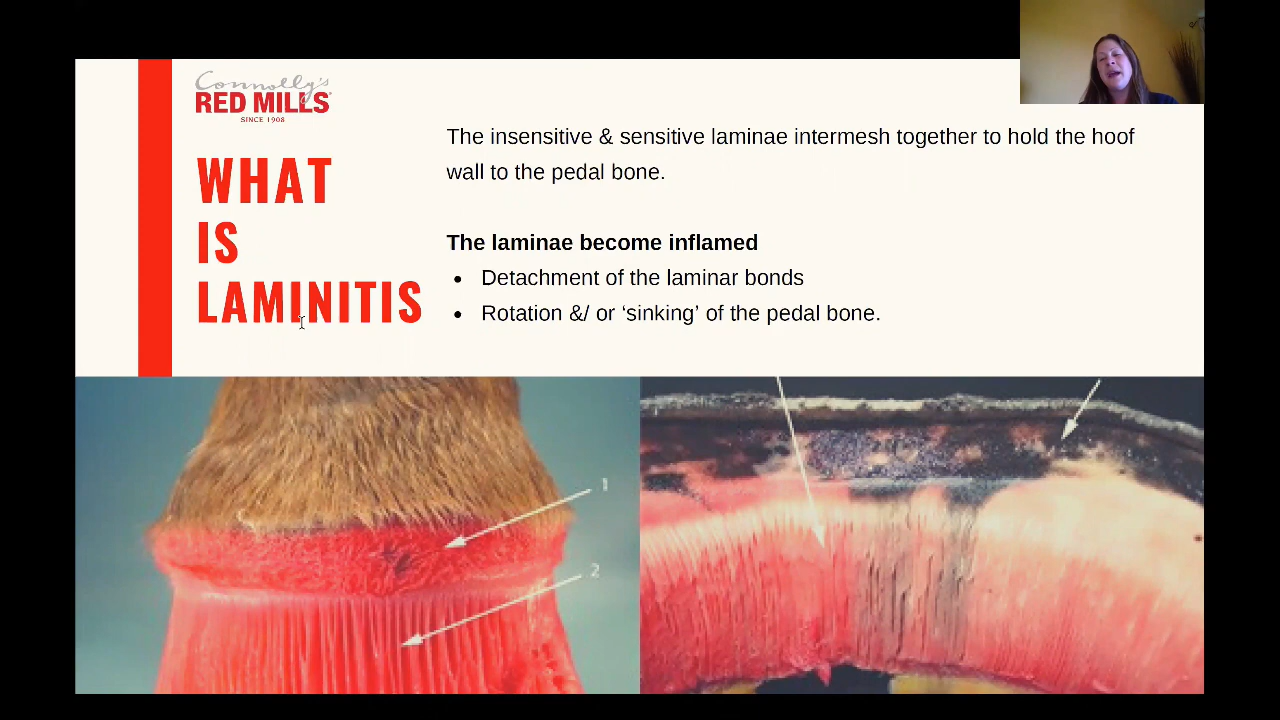 Connolly's
RED MILLS
SINCE 1908
WHAT
IS
LAMINITIS
The insensitive & sensitive laminae intermesh together to hold the hoof
wall to the pedal bone.
The laminae become inflamed
• Detachment of the laminar bonds
• Rotation &/ or ‘sinking’ of the pedal bone.
1
2